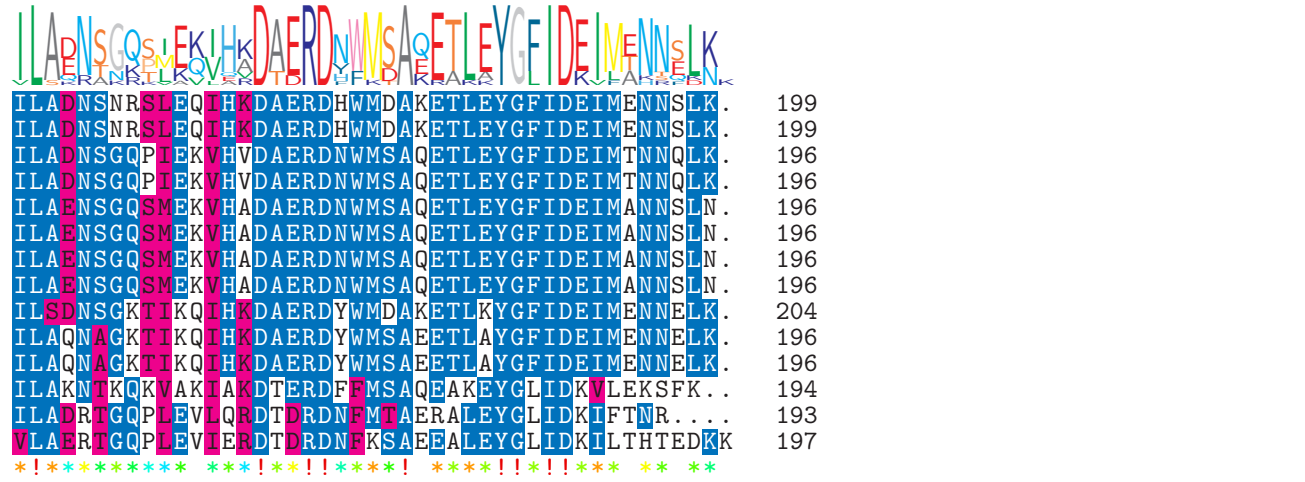 ILADNSNRSLEQIHKDAERDHWMDAKETLEYGFIDEIMENNSLK. 199
ILADNSNRSLEQIHKDAERDHWMDAKETLEYGFIDEIMENNSLK. 199
ILADNSGQPIEKVHVDAERDNWMSAQETLEYGFIDEIMTNNQLK. 196
ILADNSGQPIEKVHVDAERDNWMSAQETLEYGFIDEIMTNNQLK. 196
ILAENSGQSMEKVHADAERDNWMSAQETLEYGFIDEIMANNSLN. 196
ILAENSGQSMEKVHADAERDNWMSAQETLEYGFIDEIMANNSLN. 196
ILAENSGQSMEKVHADAERDNWMSAQETLEYGFIDEIMANNSLN. 196
ILAENSGQSMEKVHADAERDNWMSAQETLEYGFIDEIMANNSLN. 196
ILSDNSGKTIKQIHKDAERDYWMDAKETLKYGFIDEIMENNELK. 204
ILAQNAGKTIKQIHKDAERDYWMSAEETLAYGFIDEIMENNELK. 196
ILAQNAGKTIKQIHKDAERDYWMSAEETLAYGFIDEIMENNELK. 196
ILAKNTKQKVAKIAKDTERDFFMSAQEAKEYGLIDKVLEKSFK.. 194
ILADRTGQPLEVLQRDTDRDNFMTAERALEYGLIDKIFTNR.... 193
VLAERTGQPLEVIERDTDRDNFKSAEEALEYGLIDKILTHTEDKK 197
*!********* ***!**!!****! ****!!*!!*** ** **